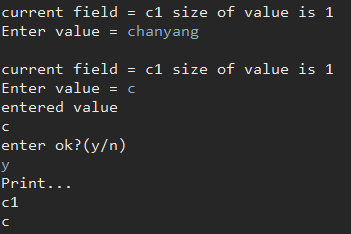 current field = c1 size of value is 1
Enter value = chanyang
current field = c1 size of value is 1
Enter value = c
entered value
c
enter ok?(y/n)
y
Print...
c1
c